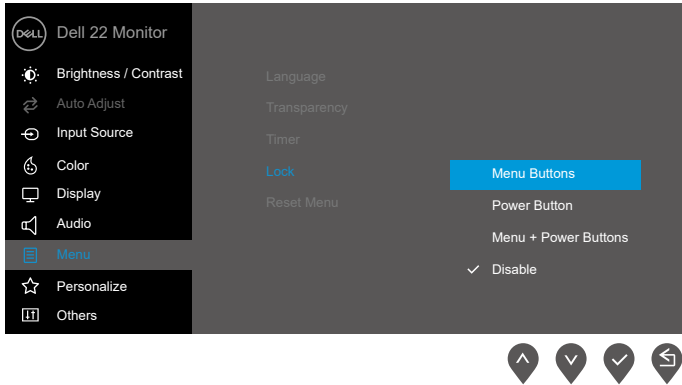 DELL
Dell 22 Monitor
Brightness / Contrast
Auto Adjust
Input Source
Color
Display
Audio
Menu
Personalize
Others
Language
Transparency
Timer
Lock
Reset Menu
Menu Buttons
Power Button
Menu + Power Buttons
Disable